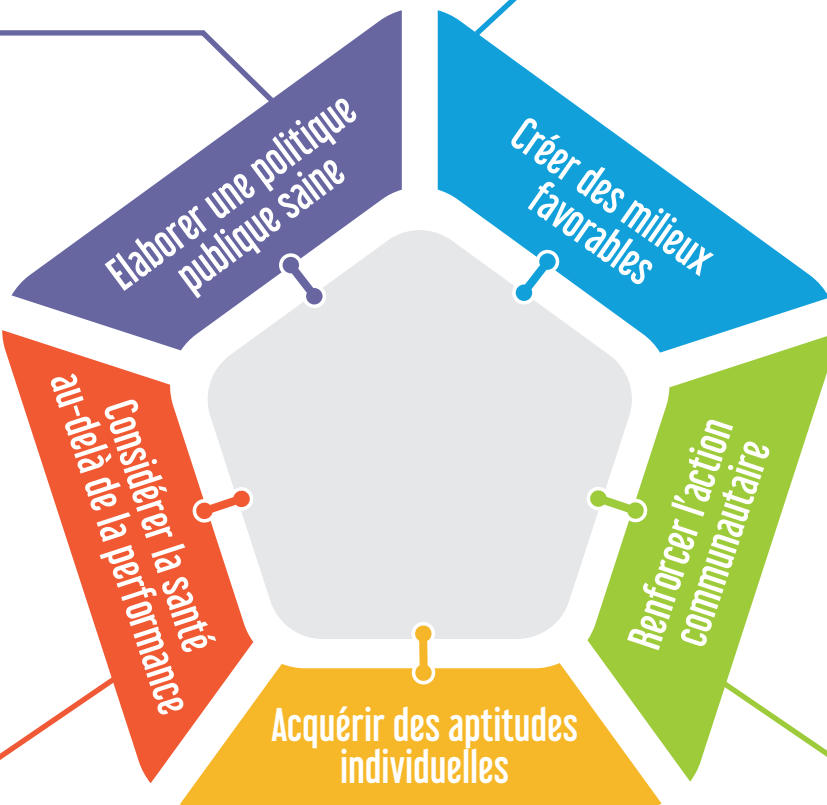 Elaborer une politique
publique saine
Créer des milieux
favorables
Considérer la santé
au-delà de la performance
Renforcer l'action
communautaire
Acquérir des aptitudes
individuelles